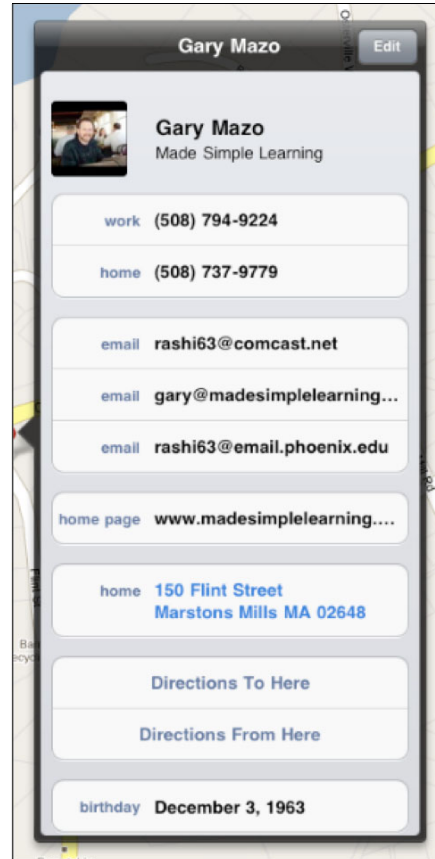 Gary Mazo
Edit
Gary Mazo
Made Simple Learning
work (508) 794-9224
home (508) 737-9779
email rashi63@comcast.net
email gary@madesimplelearning...
email rashi63@email.phoenix.edu
home page www.madesimplelearning....
home 150 Flint Street
Marstons Mills MA 02648
Directions To Here
Directions From Here
birthday December 3, 1963